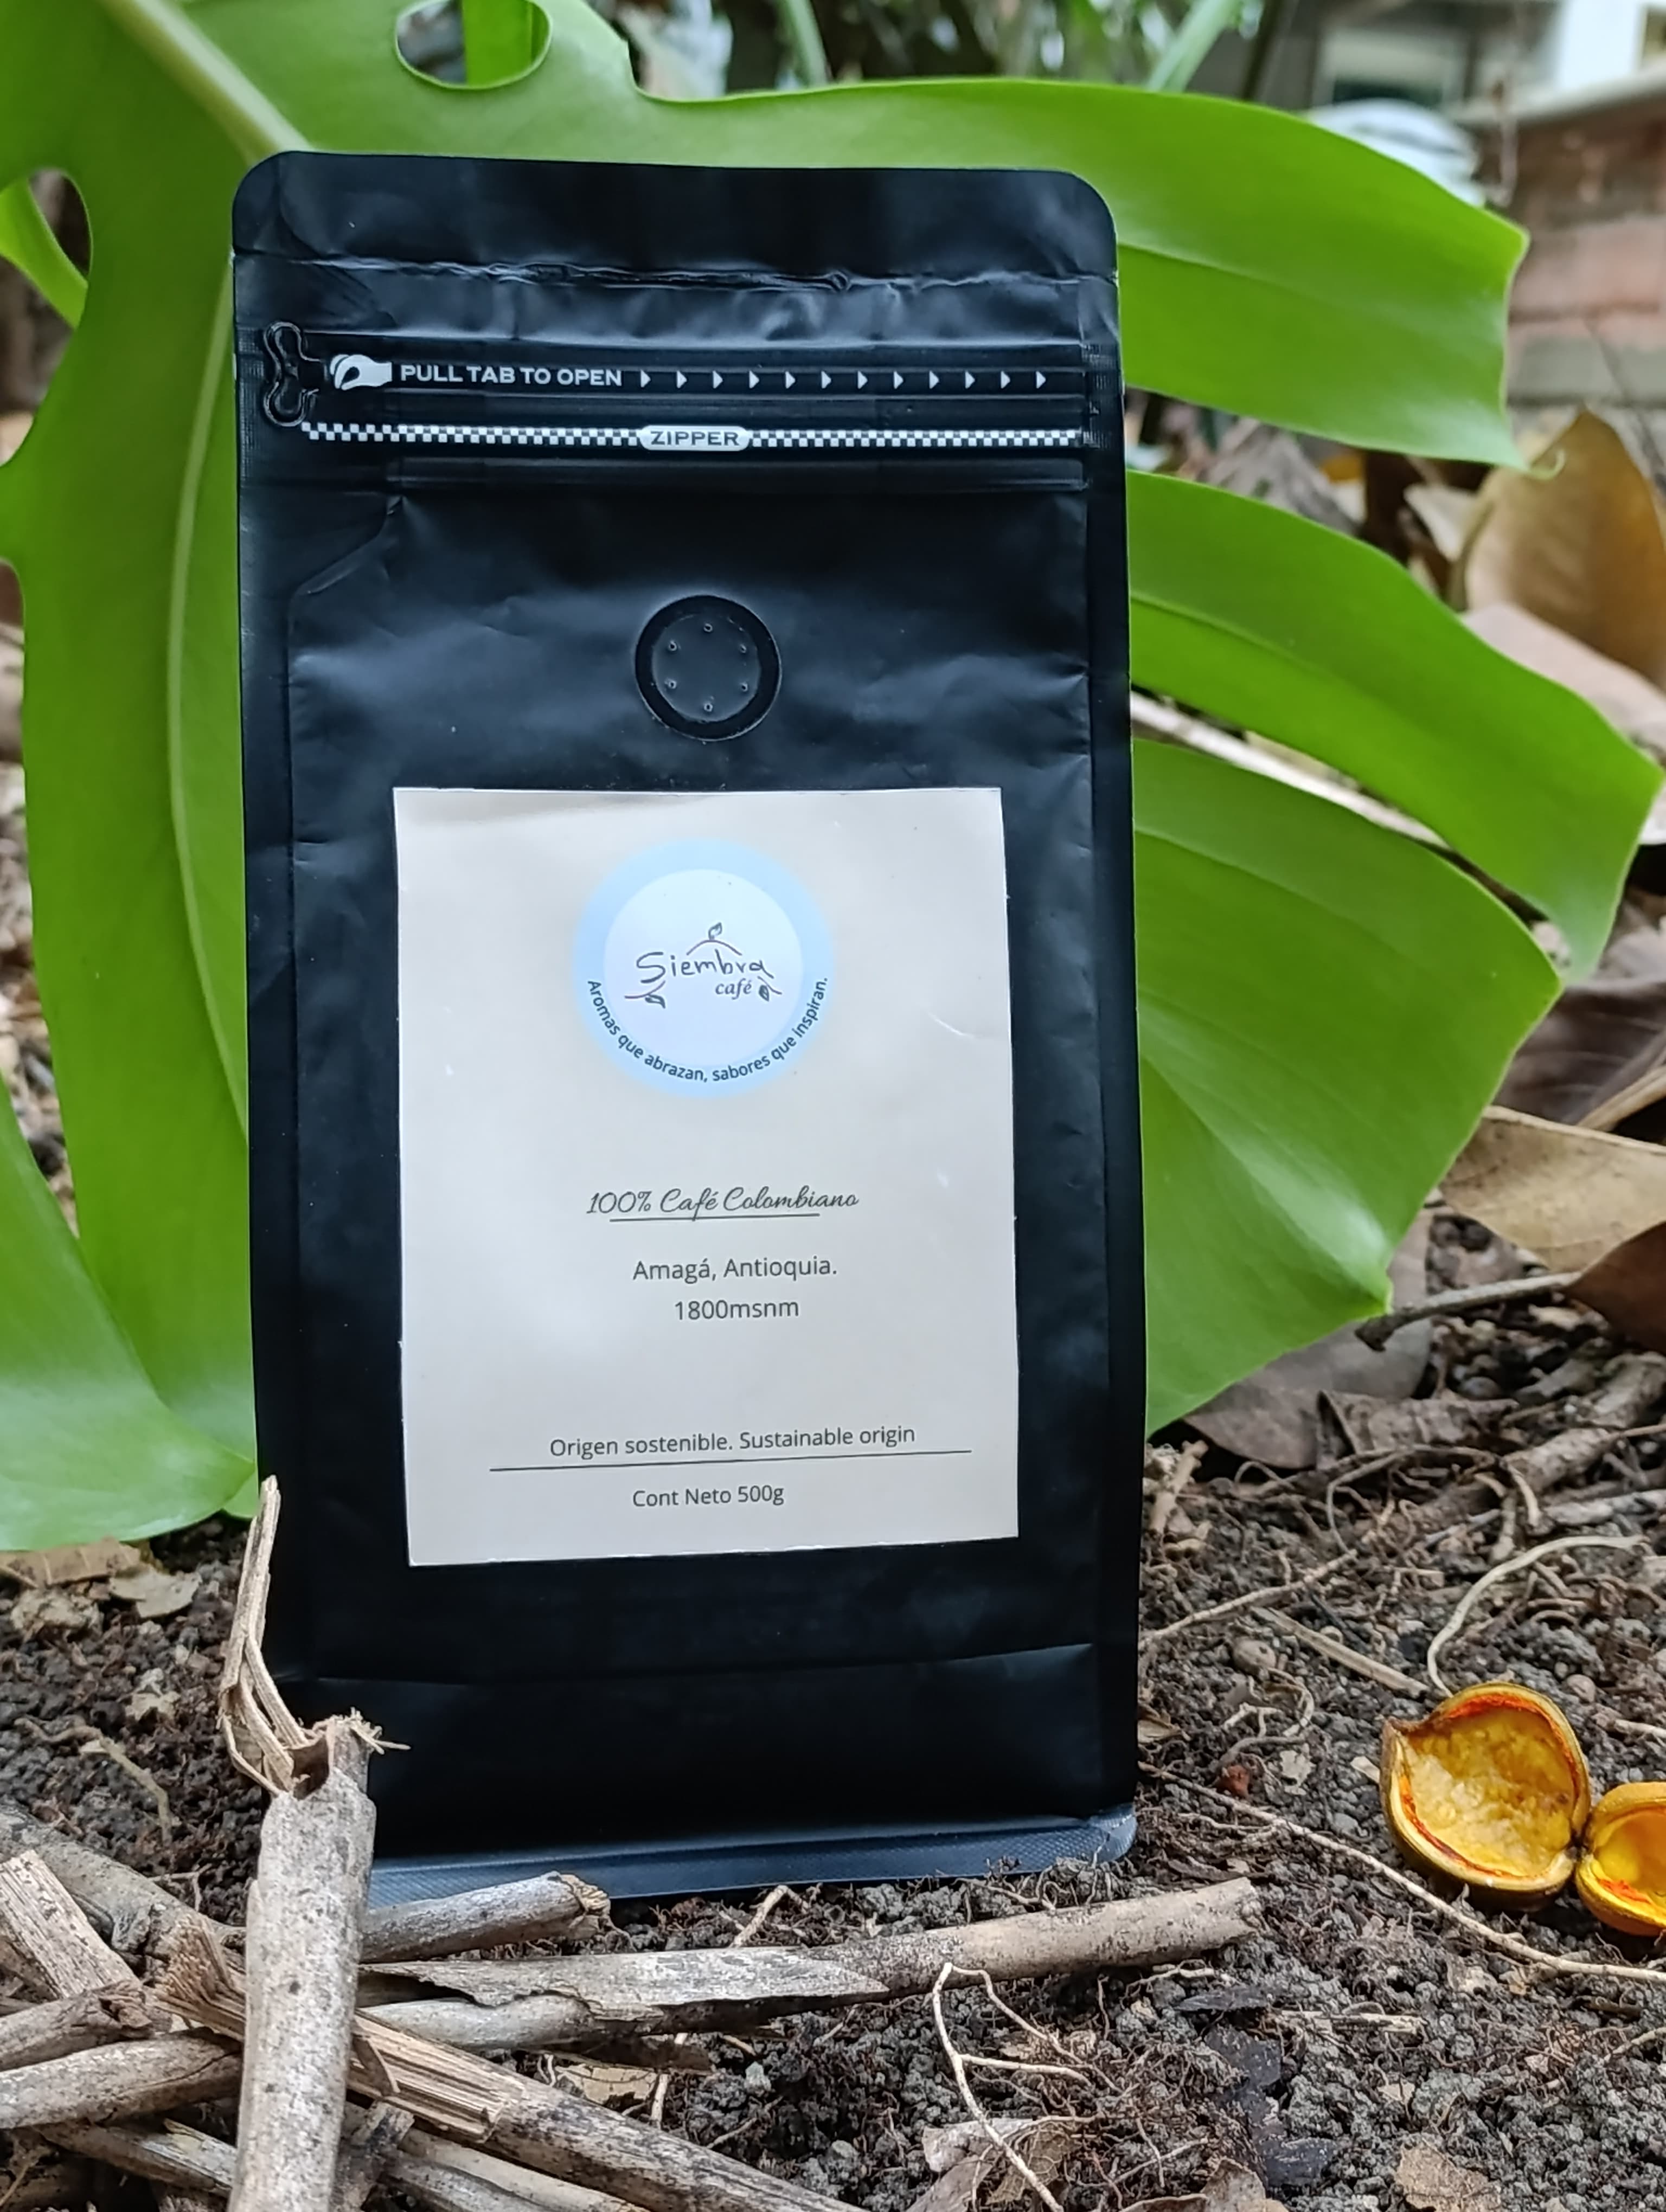 PULL TAB TO OPEN
ZIPPER
Siembra
café
Aromas que abrazan, sabores que inspiran.
100% Café Colombiano
Amagá, Antioquia.
1800msnm
Origen sostenible. Sustainable origin
Cont Neto 500g